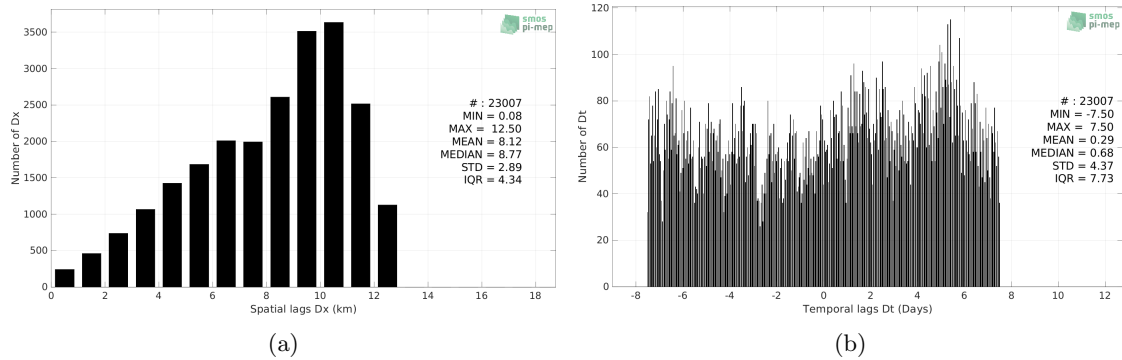 3500
3000
2500
2000
1500
1000
500
0
Number of Dx
0 2 4 6 8 10 12 14 16 18
Spatial lags Dx (km)
smos
pi-mep
# : 23007
MIN = 0.08
MAX = 12.50
MEAN = 8.12
MEDIAN = 8.77
STD = 2.89
IQR = 4.34
(a)
120
100
80
60
40
20
0
Number of Dt
-8 -6 -4 -2 0 2 4 6 8 10 12
Temporal lags Dt (Days)
smos
pi-mep
# : 23007
MIN = -7.50
MAX = 7.50
MEAN = 0.29
MEDIAN = 0.68
STD = 4.37
IQR = 7.73
(b)